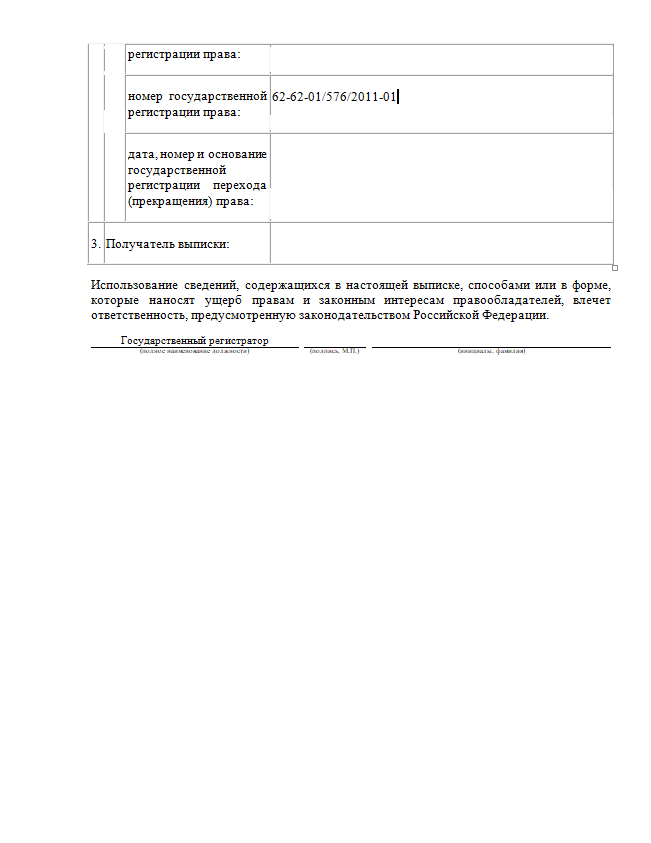 регистрации права:
номер государственной
регистрации права:
62-62-01/576/2011-01
дата, номер и основание
государственной
регистрации перехода
(прекращения) права:
3. Получатель выписки:
Использование сведений, содержащихся в настоящей выписке, способами или в форме,
которые наносят ущерб правам и законным интересам правообладателей, влечет
ответственность, предусмотренную законодательством Российской Федерации.
Государственный регистратор
(полное наименование должности) (подпись, М.П.) (инициалы, фамилия)